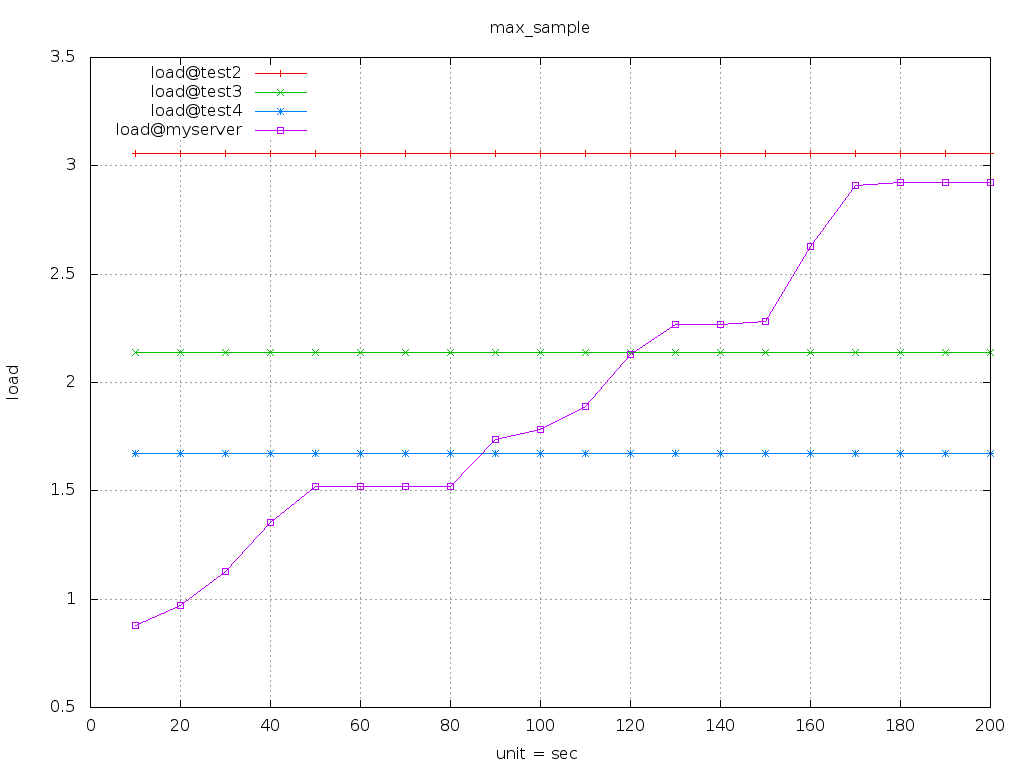 max_sample
3.5
3
2.5
2
1.5
1
0.5
load@test2
load@test3
load@test4
load@myserver
load
0 20 40 60 80 100 120 140 160 180 200
unit = sec